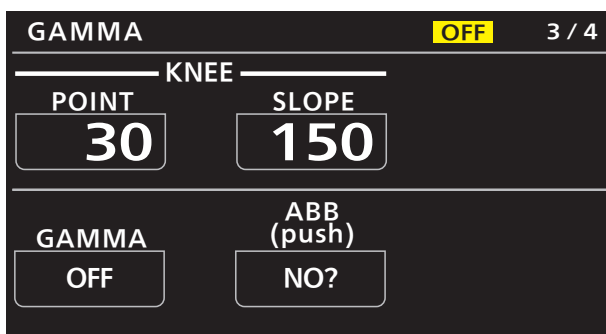 GAMMA OFF 3 / 4
KNEE
POINT SLOPE
30 150
ABB
GAMMA (push)
OFF NO?